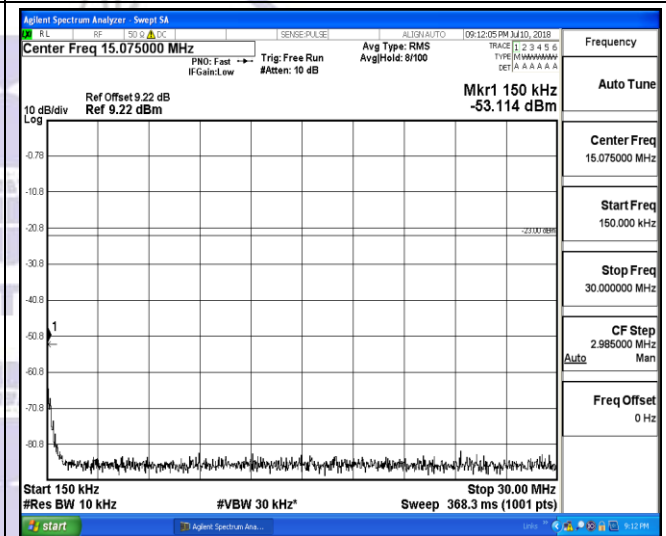 Agilent Spectrum Analyzer - Swept SA
RL RF 50 Ω DC SENSE:PULSE ALIGN AUTO 09:12:05 PM Jul 10, 2018
Center Freq 15.075000 MHz
PNO: Fast Trig: Free Run
IFGain:Low #Atten: 10 dB
Avg Type: RMS
Avg|Hold: 8/100
TRACE 1 2 3 4 5 6
TYPE MWWWWW
DET A A A A A A
Mkr1 150 kHz
-53.114 dBm
Ref Offset 9.22 dB
10 dB/div Ref 9.22 dBm
Log
-0.78
-10.8
-20.8
-23.00 dBm
-30.8
-40.8
-50.8
1
-60.8
-70.8
-80.8
Start 150 kHz Stop 30.00 MHz
#Res BW 10 kHz #VBW 30 kHz* Sweep 368.3 ms (1001 pts)
Frequency
Auto Tune
Center Freq
15.075000 MHz
Start Freq
150.000 kHz
Stop Freq
30.000000 MHz
CF Step
2.985000 MHz
Auto Man
Freq Offset
0 Hz
start Agilent Spectrum Ana... Links » 9:12 PM